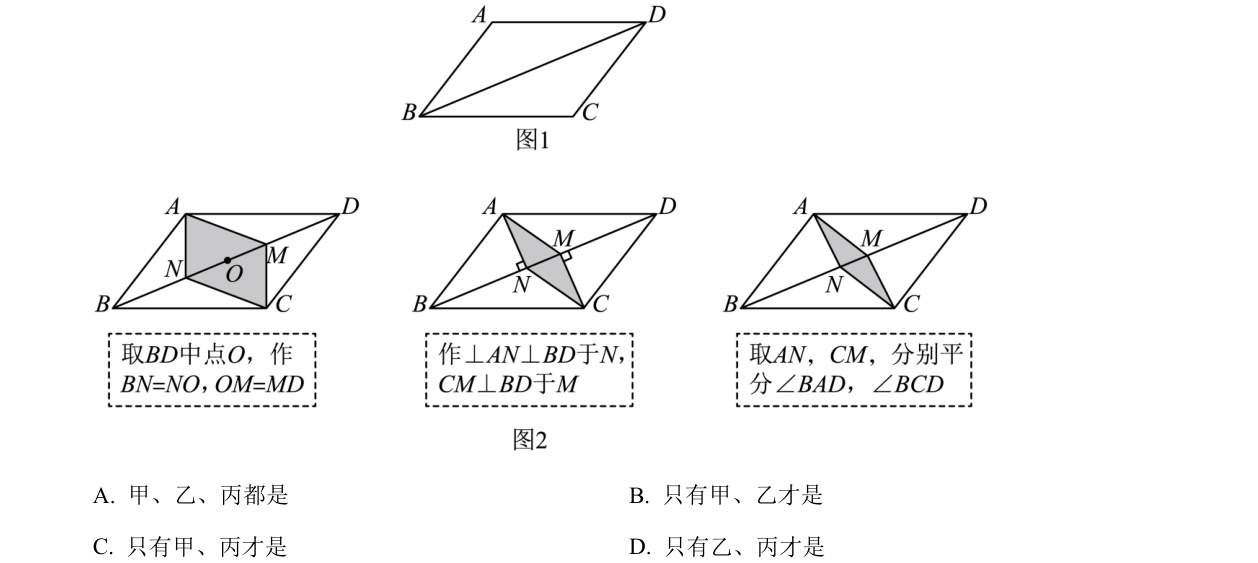 A D
B C
图1
A D
M
N O
B C
A D
M
N
B C
A D
M
N
B C
取BD中点O，作
BN=NO，OM=MD
作⊥AN⊥BD于N，
CM⊥BD于M
取AN，CM，分别平
分∠BAD，∠BCD
图2
A. 甲、乙、丙都是
B. 只有甲、乙才是
C. 只有甲、丙才是
D. 只有乙、丙才是